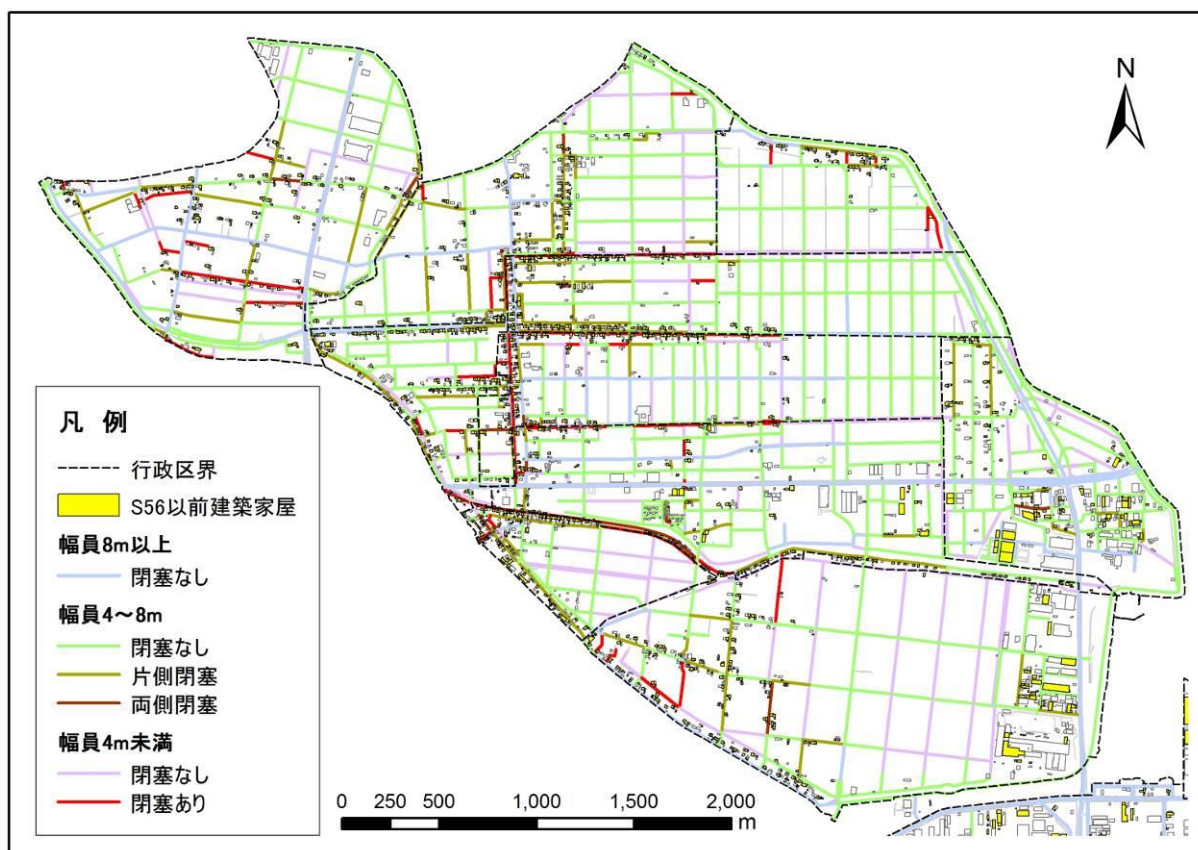 N
凡 例
行政区界
S56以前建築家屋
幅員8m以上
閉塞なし
幅員4～8m
閉塞なし
片側閉塞
両側閉塞
幅員4m未満
閉塞なし
閉塞あり
0 250 500 1,000 1,500 2,000
m